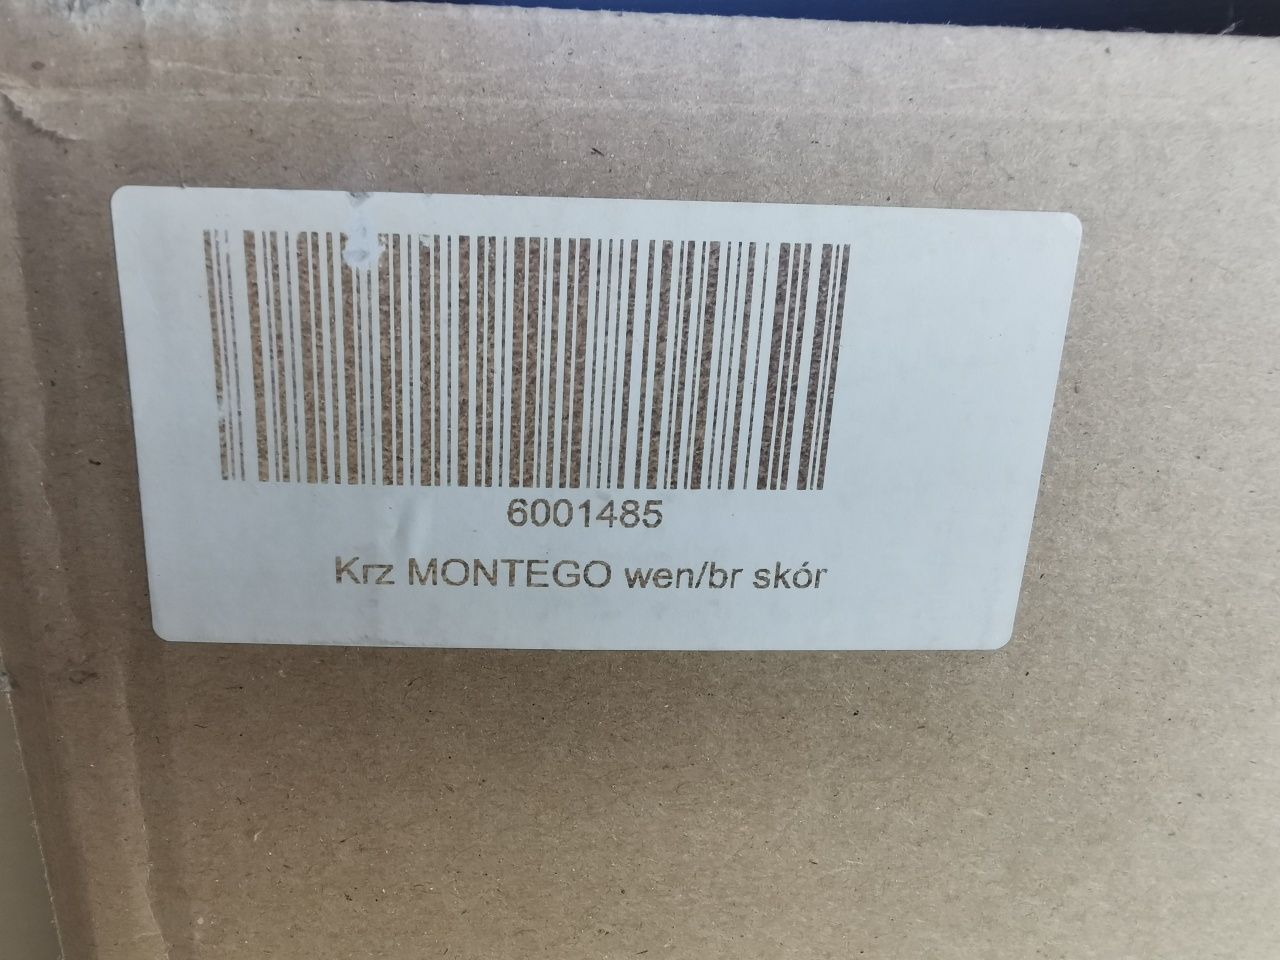 6001485
Krz MONTEGO wen/br skór